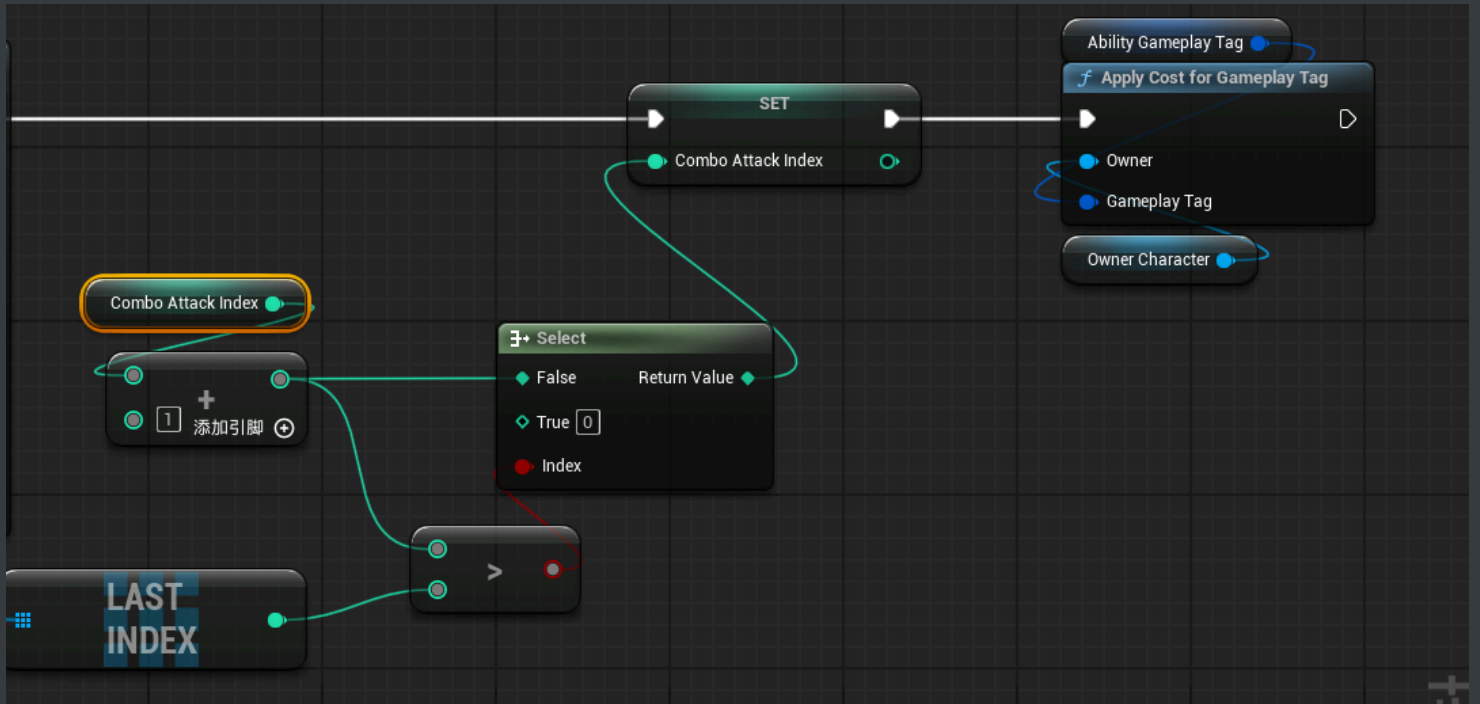 Ability Gameplay Tag
f Apply Cost for Gameplay Tag
SET
Combo Attack Index
Owner
Gameplay Tag
Owner Character
Combo Attack Index
+
1
添加引脚
Select
False
Return Value
True 0
Index
>
LAST
INDEX